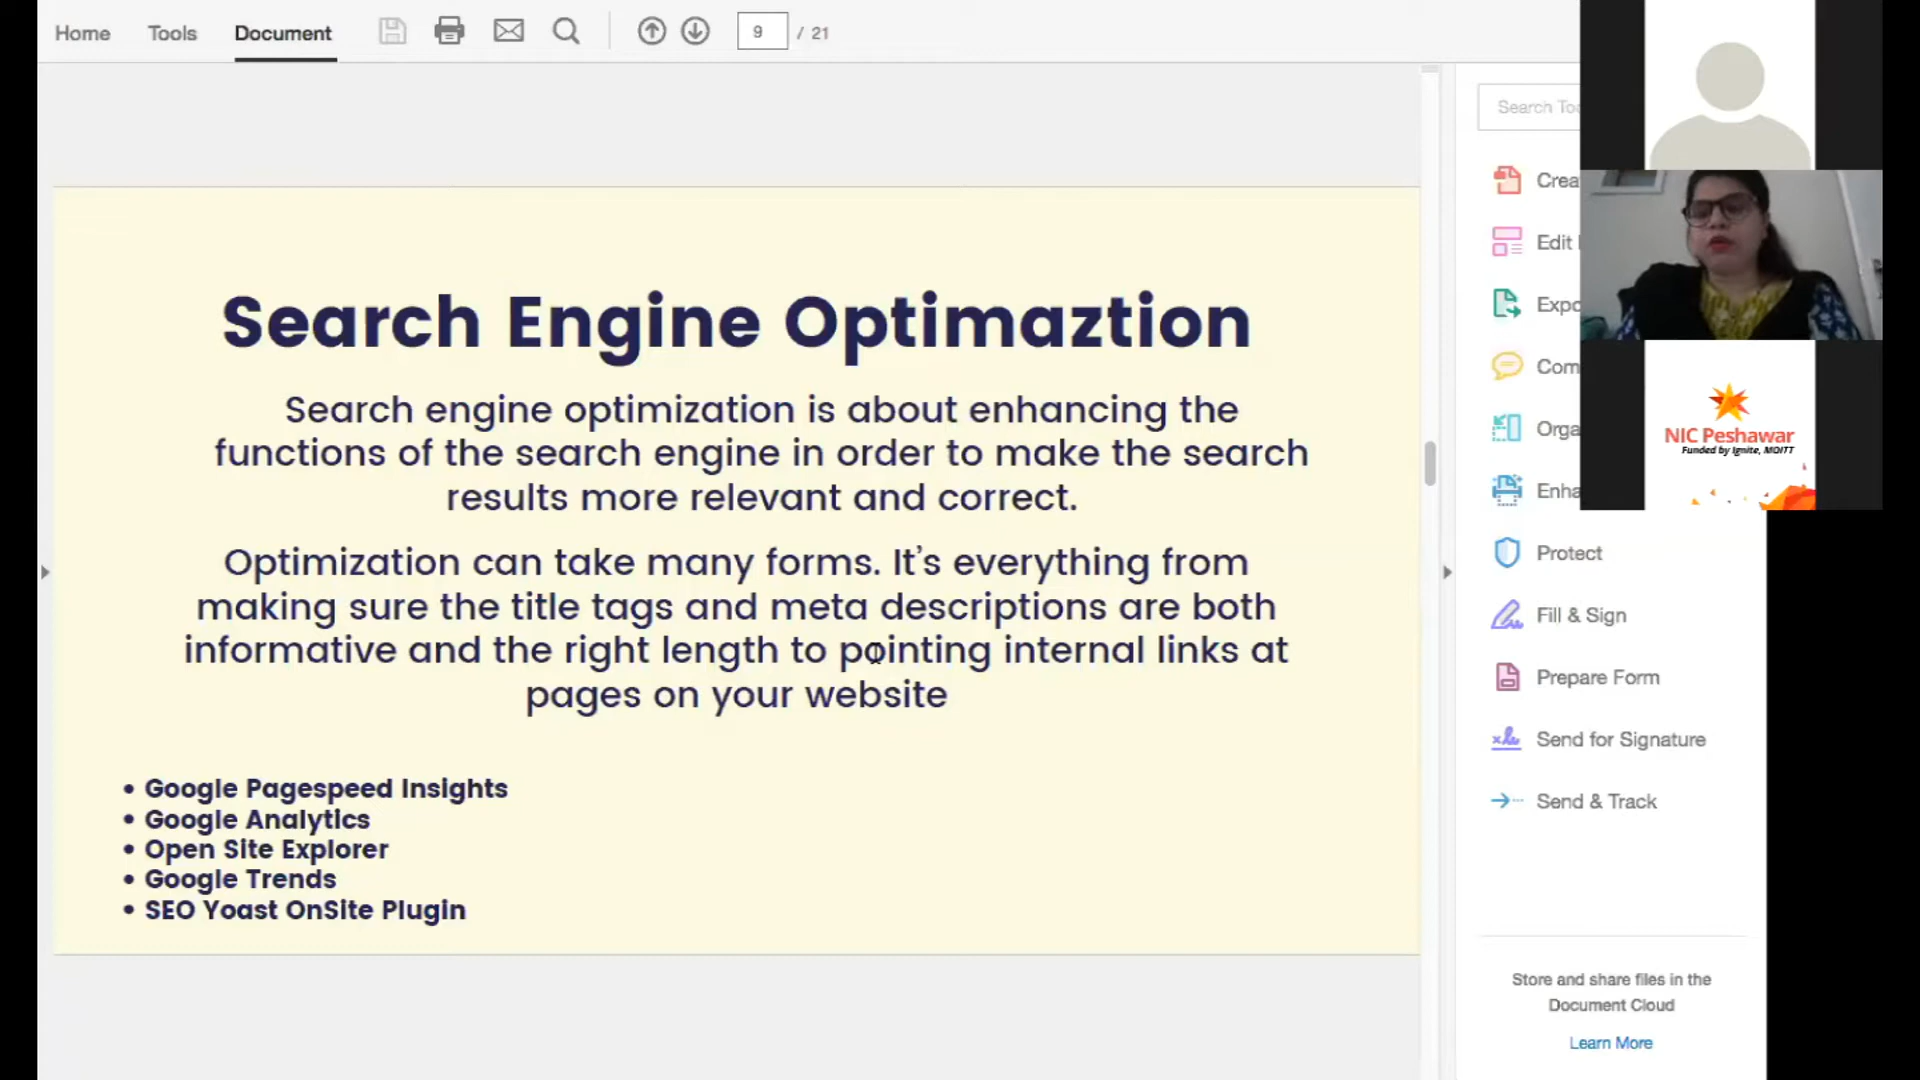 Home Tools Document 9 / 21
Search Too
Crea
Edit
Expo
Com
Orga
Enha
Protect
Fill & Sign
Prepare Form
Send for Signature
Send & Track
Store and share files in the
Document Cloud
Learn More
Search Engine Optimaztion
Search engine optimization is about enhancing the
functions of the search engine in order to make the search
results more relevant and correct.
Optimization can take many forms. It's everything from
making sure the title tags and meta descriptions are both
informative and the right length to pointing internal links at
pages on your website
• Google Pagespeed Insights
• Google Analytics
• Open Site Explorer
• Google Trends
• SEO Yoast OnSite Plugin
NIC Peshawar
Funded by Ignite, MOITT